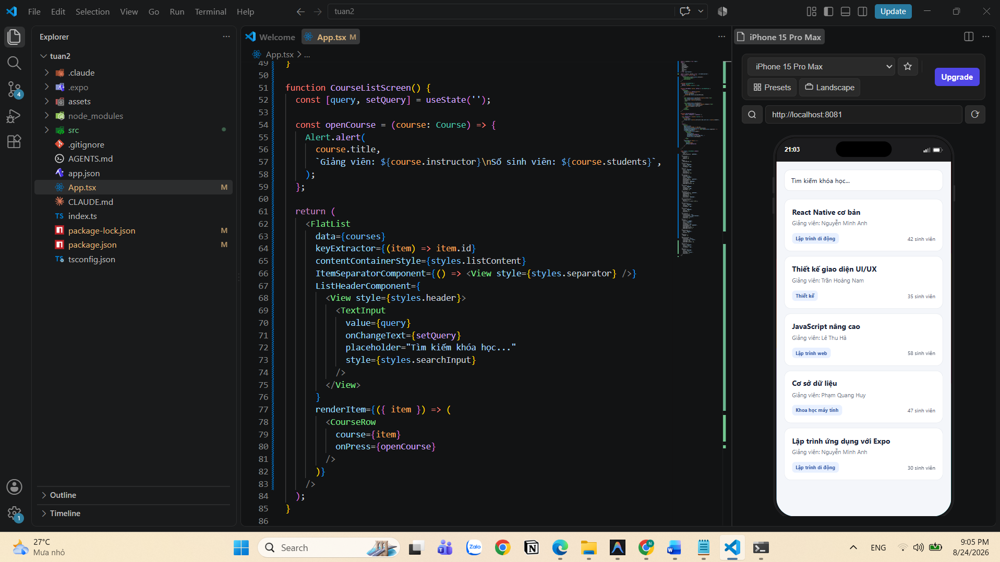 File Edit Selection View Go Run Terminal Help
tuan2
Update
Explorer
tuan2
.claude
.expo
assets
node_modules
src
.gitignore
AGENTS.md
app.json
App.tsx M
CLAUDE.md
TS index.ts
package-lock.json M
package.json M
TS tsconfig.json
Outline
Timeline
4
1
Welcome
App.tsx M
App.tsx > ...
49 }
50
51 function CourseListScreen() {
52 const [query, setQuery] = useState('');
53
54 const openCourse = (course: Course) => {
55 Alert.alert(
56 course.title,
57 `Giảng viên: ${course.instructor}\nSố sinh viên: ${course.students}`,
58 );
59 };
60
61 return (
62 <FlatList
63 data={courses}
64 keyExtractor={(item) => item.id}
65 contentContainerStyle={styles.listContent}
66 ItemSeparatorComponent={() => <View style={styles.separator} />}
67 ListHeaderComponent={
68 <View style={styles.header}>
69 <TextInput
70 value={query}
71 onChangeText={setQuery}
72 placeholder="Tìm kiếm khóa học..."
73 style={styles.searchInput}
74 />
75 </View>
76 }
77 renderItem={({ item }) => (
78 <CourseRow
79 course={item}
80 onPress={openCourse}
81 />
82 )}
83 />
84 );
85 }
86
iPhone 15 Pro Max
iPhone 15 Pro Max
Upgrade
Presets
Landscape
http://localhost:8081
21:03
Tìm kiếm khóa học...
React Native cơ bản
Giảng viên: Nguyễn Minh Anh
Lập trình di động 42 sinh viên
Thiết kế giao diện UI/UX
Giảng viên: Trần Hoàng Nam
Thiết kế 35 sinh viên
JavaScript nâng cao
Giảng viên: Lê Thu Hà
Lập trình web 58 sinh viên
Cơ sở dữ liệu
Giảng viên: Phạm Quang Huy
Khoa học máy tính 47 sinh viên
Lập trình ứng dụng với Expo
Giảng viên: Nguyễn Minh Anh
Lập trình di động 30 sinh viên
27°C
Mưa nhỏ
Search
Zalo
ENG
9:05 PM
8/24/2026